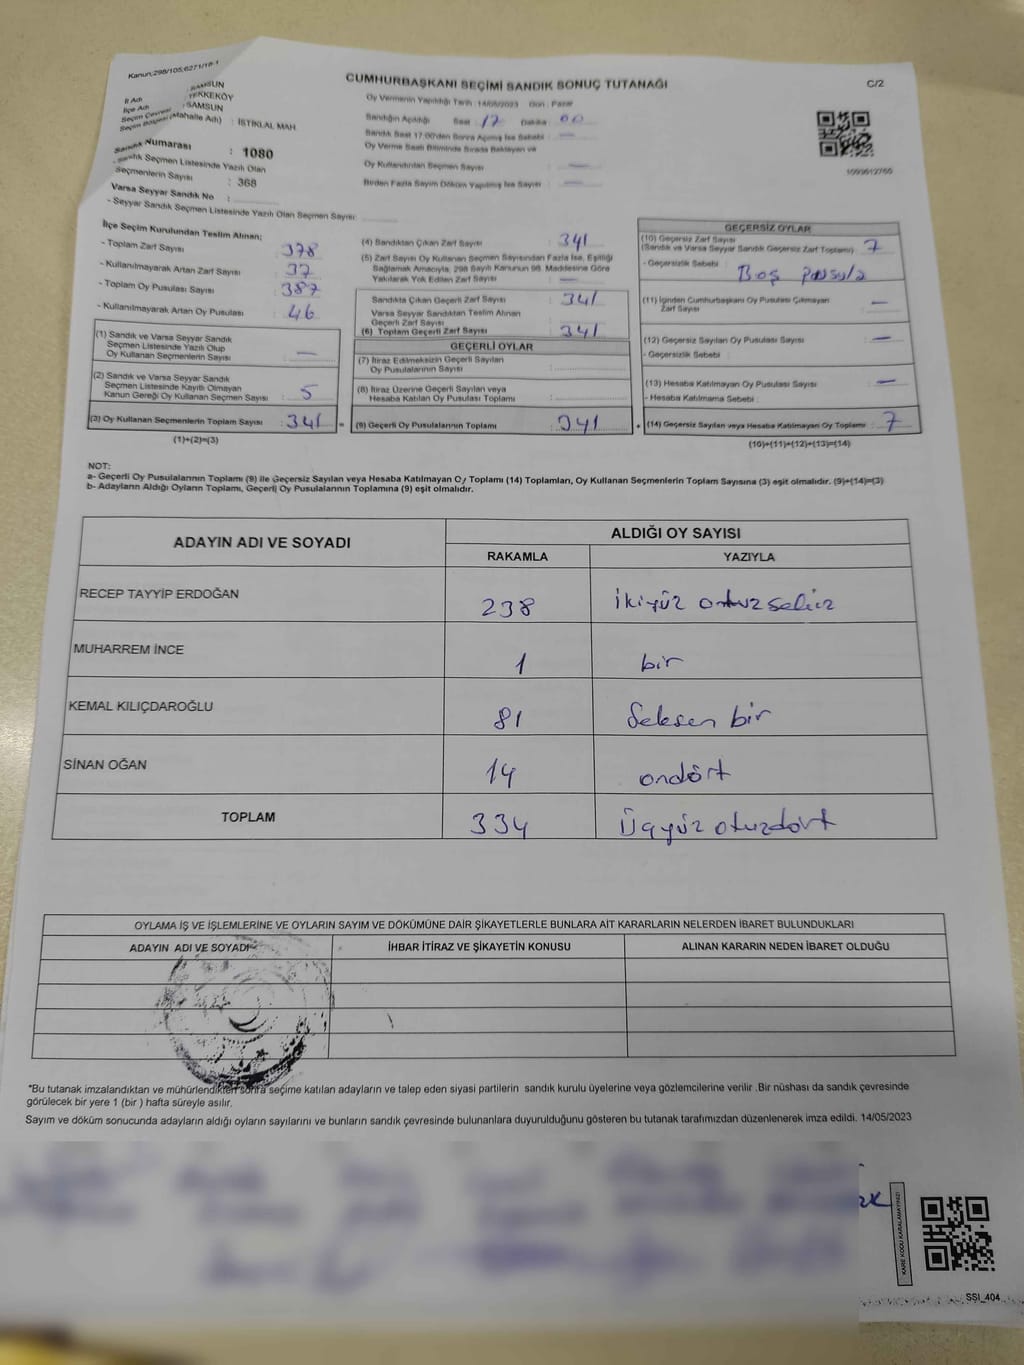 Kanun;298/105;6271/18-1
CUMHURBAŞKANI SEÇİMİ SANDIK SONUÇ TUTANAĞI
C/2
İl Adı : SAMSUN
İlçe Adı : TEKKEKÖY
Seçim Çevresi : SAMSUN
Seçim Bölgesi (Mahalle Adı) : İSTİKLAL MAH.
Sandık Numarası : 1080
- Sandık Seçmen Listesinde Yazılı Olan
Seçmenlerin Sayısı : 368
Varsa Seyyar Sandık No :
- Seyyar Sandık Seçmen Listesinde Yazılı Olan Seçmen Sayısı:
Oy Vermenin Yapıldığı Tarih : 14/05/2023 Gün : Pazar
Sandığın Açıldığı Saat : 17 Dakika : 00
Sandık Saat 17:00'den Sonra Açılmış İse Sebebi : —
Oy Verme Saati Bitiminde Sırada Bekleyen ve
Oy Kullandırılan Seçmen Sayısı : —
Birden Fazla Sayım Döküm Yapılmış İse Sayısı : —
1093612760
İlçe Seçim Kurulundan Teslim Alınan;
- Toplam Zarf Sayısı : 378
- Kullanılmayarak Artan Zarf Sayısı : 37
- Toplam Oy Pusulası Sayısı : 387
- Kullanılmayarak Artan Oy Pusulası : 46
(1) Sandık ve Varsa Seyyar Sandık
Seçmen Listesinde Yazılı Olup
Oy Kullanan Seçmenlerin Sayısı : —
(2) Sandık ve Varsa Seyyar Sandık
Seçmen Listesinde Kayıtlı Olmayan
Kanun Gereği Oy Kullanan Seçmen Sayısı : 5
(3) Oy Kullanan Seçmenlerin Toplam Sayısı : 341 =
(1)+(2)=(3)
(4) Sandıktan Çıkan Zarf Sayısı : 341
(5) Zarf Sayısı Oy Kullanan Seçmen Sayısından Fazla İse, Eşitliği
Sağlamak Amacıyla, 298 Sayılı Kanunun 98. Maddesine Göre
Yakılarak Yok Edilen Zarf Sayısı : —
Sandıkta Çıkan Geçerli Zarf Sayısı : 341
Varsa Seyyar Sandıktan Teslim Alınan
Geçerli Zarf Sayısı :
(6) Toplam Geçerli Zarf Sayısı : 341
GEÇERLİ OYLAR
(7) İtiraz Edilmeksizin Geçerli Sayılan
Oy Pusulalarının Sayısı :
(8) İtiraz Üzerine Geçerli Sayılan veya
Hesaba Katılan Oy Pusulası Toplamı :
(9) Geçerli Oy Pusulalarının Toplamı : 341 +
GEÇERSİZ OYLAR
(10) Geçersiz Zarf Sayısı
(Sandık ve Varsa Seyyar Sandık Geçersiz Zarf Toplamı) : 7
- Geçersizlik Sebebi : Boş pusula
(11) İçinden Cumhurbaşkanı Oy Pusulası Çıkmayan
Zarf Sayısı : —
(12) Geçersiz Sayılan Oy Pusulası Sayısı : —
- Geçersizlik Sebebi :
(13) Hesaba Katılmayan Oy Pusulası Sayısı : —
- Hesaba Katılmama Sebebi :
(14) Geçersiz Sayılan veya Hesaba Katılmayan Oy Toplamı : 7
(10)+(11)+(12)+(13)=(14)
NOT:
a- Geçerli Oy Pusulalarının Toplamı (9) ile Geçersiz Sayılan veya Hesaba Katılmayan Oy Toplamı (14) Toplamları, Oy Kullanan Seçmenlerin Toplam Sayısına (3) eşit olmalıdır. (9)+(14)=(3)
b- Adayların Aldığı Oyların Toplamı, Geçerli Oy Pusulalarının Toplamına (9) eşit olmalıdır.
ADAYIN ADI VE SOYADI
ALDIĞI OY SAYISI
RAKAMLA YAZIYLA
RECEP TAYYİP ERDOĞAN 238 ikiyüz otuzsekiz
MUHARREM İNCE 1 bir
KEMAL KILIÇDAROĞLU 81 Seksen bir
SİNAN OĞAN 14 ondört
TOPLAM 334 üçyüz otuzdört
OYLAMA İŞ VE İŞLEMLERİNE VE OYLARIN SAYIM VE DÖKÜMÜNE DAİR ŞİKAYETLERLE BUNLARA AİT KARARLARIN NELERDEN İBARET BULUNDUKLARI
ADAYIN ADI VE SOYADI İHBAR İTİRAZ VE ŞİKAYETİN KONUSU ALINAN KARARIN NEDEN İBARET OLDUĞU
*Bu tutanak imzalandıktan ve mühürlendikten sonra seçime katılan adayların ve talep eden siyasi partilerin sandık kurulu üyelerine veya gözlemcilerine verilir .Bir nüshası da sandık çevresinde
görülecek bir yere 1 (bir ) hafta süreyle asılır.
Sayım ve döküm sonucunda adayların aldığı oyların sayılarını ve bunların sandık çevresinde bulunanlara duyurulduğunu gösteren bu tutanak tarafımızdan düzenlenerek imza edildi. 14/05/2023
KARE KODU KARALAMAYINIZ!
SSI_404